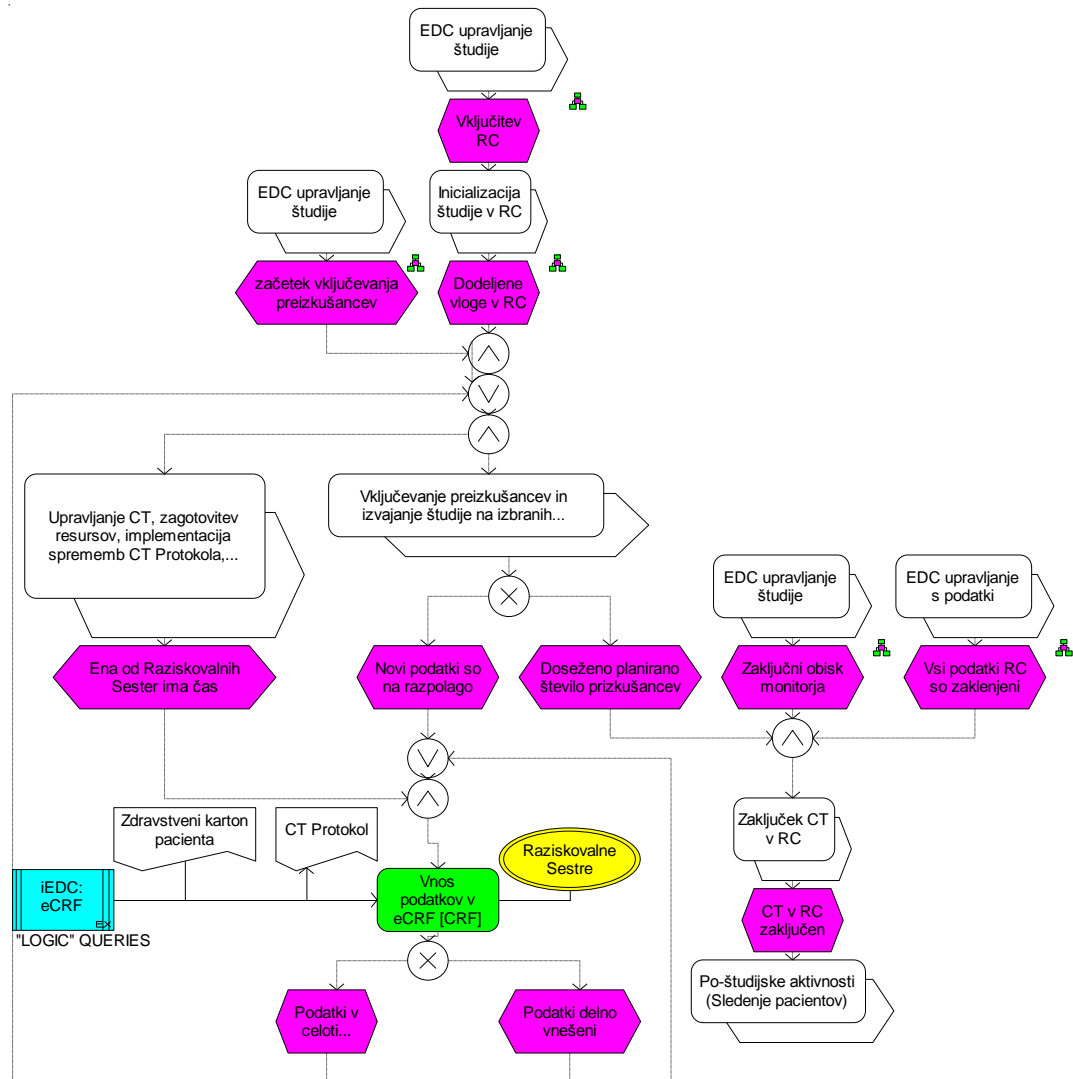 EDC upravljanje
študije
Vključitev
RC
EDC upravljanje
študije
Inicializacija
študije v RC
začetek vključevanja
preizkušancev
Dodeljene
vloge v RC
Upravljanje CT, zagotovitev
resursov, implementacija
sprememb CT Protokola,...
Vključevanje preizkušancev in
izvajanje študije na izbranih...
EDC upravljanje
študije
EDC upravljanje
s podatki
Ena od Raziskovalnih
Sester ima čas
Novi podatki so
na razpolago
Doseženo planirano
število prizkušancev
Zaključni obisk
monitorja
Vsi podatki RC
so zaklenjeni
Zdravstveni karton
pacienta
CT Protokol
Zaključek CT
v RC
Raziskovalne
Sestre
iEDC:
eCRF
"LOGIC" QUERIES
Vnos
podatkov v
eCRF [CRF]
CT v RC
zaključen
Po-študijske aktivnosti
(Sledenje pacientov)
Podatki v
celoti...
Podatki delno
vnešeni